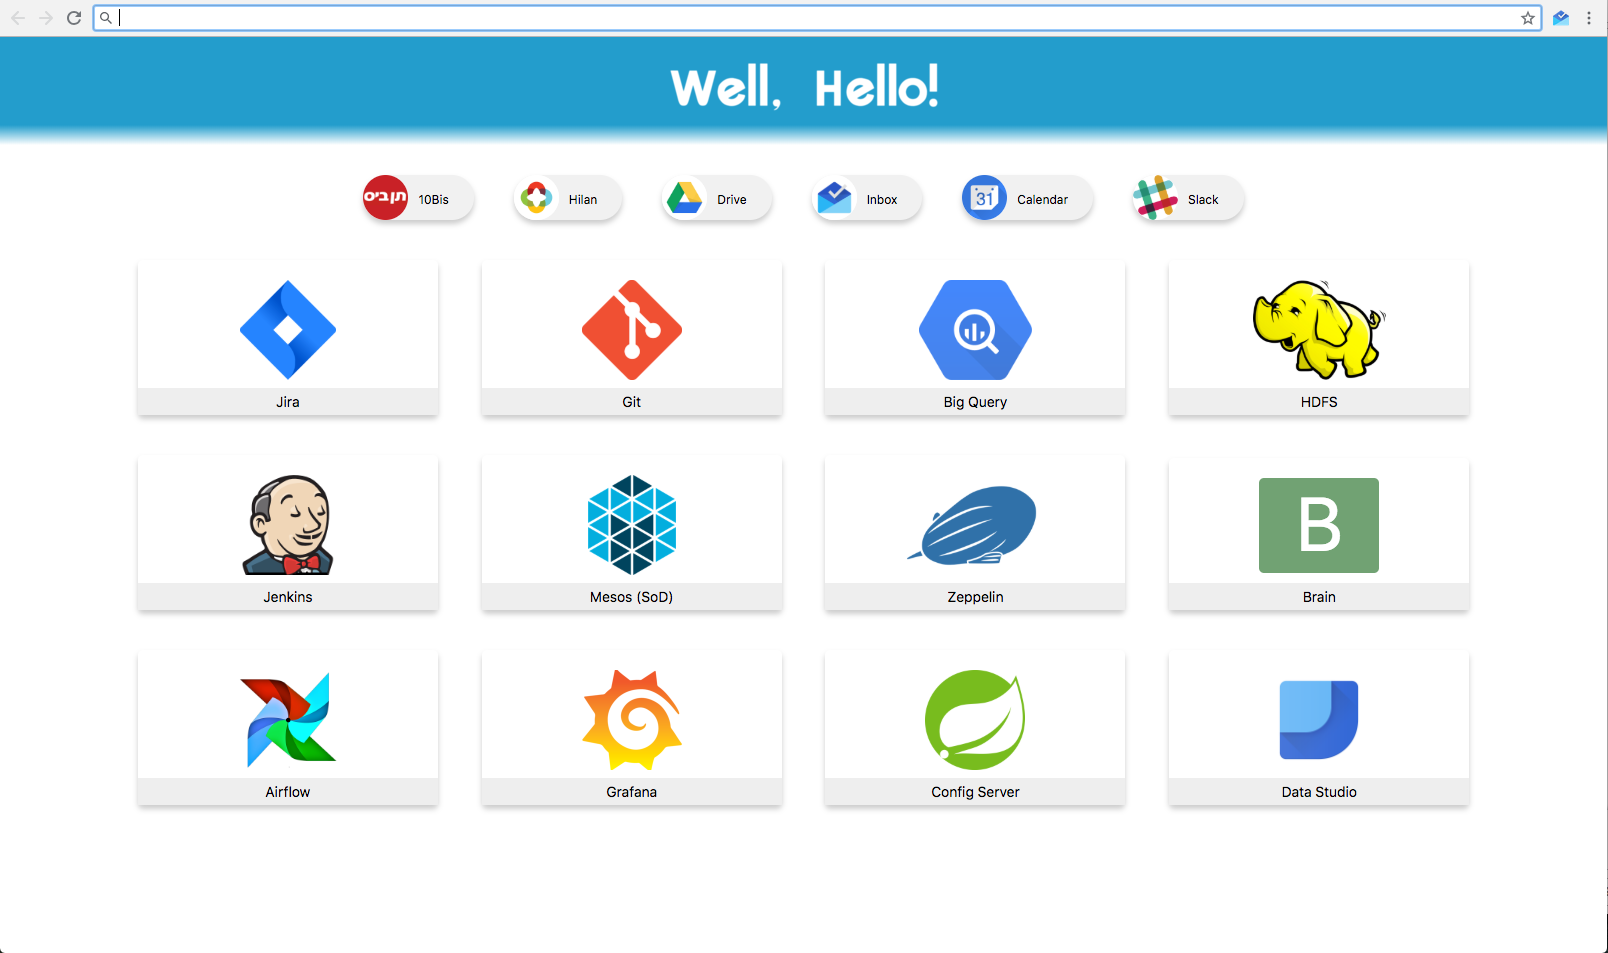 Well, Hello!
תן ביס
10Bis
Hilan
Drive
Inbox
31
Calendar
Slack
Jira
Git
Big Query
HDFS
Jenkins
Mesos (SoD)
Zeppelin
B
Brain
Airflow
Grafana
Config Server
Data Studio